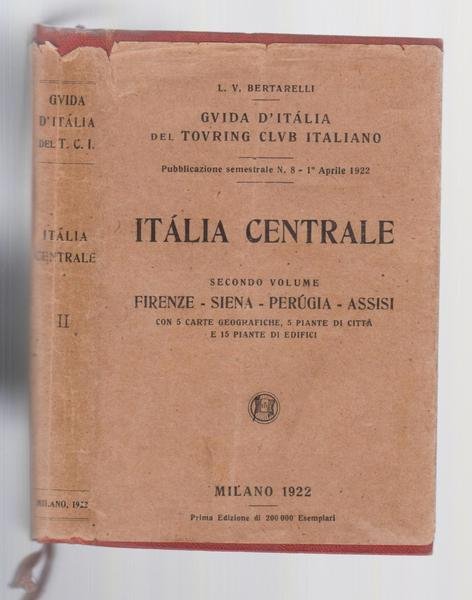 GVIDA
D'ITÁLIA
DEL T. C. I.
ITÁLIA
CENTRALE
II
MILANO, 1922
L. V. BERTARELLI
GVIDA D'ITÁLIA
DEL TOVRING CLVB ITALIANO
Pubblicazione semestrale N. 8 - 1° Aprile 1922
ITÁLIA CENTRALE
SECONDO VOLUME
FIRENZE - SIENA - PERÚGIA - ASSISI
CON 5 CARTE GEOGRAFICHE, 5 PIANTE DI CITTÀ
E 15 PIANTE DI EDIFICI
MILANO 1922
Prima Edizione di 200 000 Esemplari